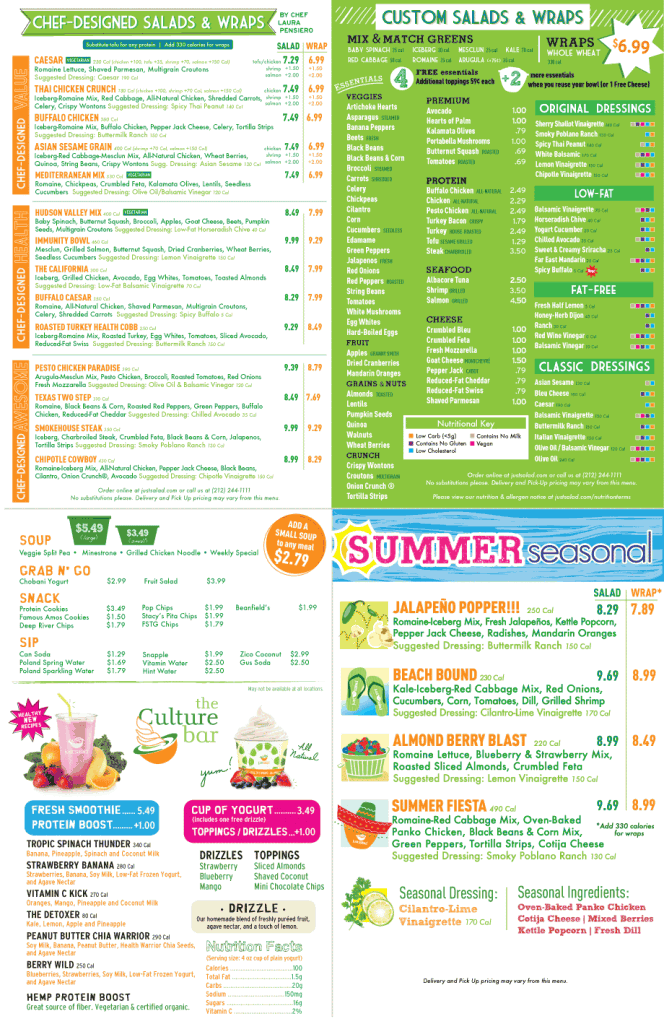 CHEF-DESIGNED SALADS & WRAPS
BY CHEF
LAURA
PENSIERO
Substitute tofu for any protein | Add 330 calories for wraps
SALAD | WRAP
CHEF-DESIGNED VALUE
CAESAR VEGETARIAN
tofu/chicken 7.29 6.99
Romaine Lettuce, Shaved Parmesan, Multigrain Croutons
shrimp +1.50 +1.50
Suggested Dressing: Caesar
salmon +2.00 +2.00
THAI CHICKEN CRUNCH
chicken 7.49 6.99
Iceberg-Romaine Mix, Red Cabbage, All-Natural Chicken, Shredded Carrots,
Celery, Crispy Wontons Suggested Dressing: Spicy Thai Peanut
BUFFALO CHICKEN
7.49 6.99
Iceberg-Romaine Mix, Buffalo Chicken, Pepper Jack Cheese, Celery, Tortilla Strips
Suggested Dressing: Buttermilk Ranch
ASIAN SESAME GRAIN
chicken 7.49 6.99
Iceberg-Red Cabbage-Mesclun Mix, All-Natural Chicken, Wheat Berries,
Quinoa, String Beans, Crispy Wontons Sugg. Dressing: Asian Sesame
MEDITERRANEAN MIX VEGETARIAN
7.49 6.99
Romaine, Chickpeas, Crumbled Feta, Kalamata Olives, Lentils, Seedless
Cucumbers Suggested Dressing: Olive Oil/Balsamic Vinegar
CHEF-DESIGNED HEALTH
HUDSON VALLEY MIX VEGETARIAN
8.49 7.99
Baby Spinach, Butternut Squash, Broccoli, Apples, Goat Cheese, Beets, Pumpkin
Seeds, Multigrain Croutons Suggested Dressing: Low-Fat Horseradish Chive
IMMUNITY BOWL
9.99 9.29
Mesclun, Grilled Salmon, Butternut Squash, Dried Cranberries, Wheat Berries,
Seedless Cucumbers Suggested Dressing: Lemon Vinaigrette
THE CALIFORNIA
8.49 7.99
Iceberg, Grilled Chicken, Avocado, Egg Whites, Tomatoes, Toasted Almonds
Suggested Dressing: Low-Fat Balsamic Vinaigrette
BUFFALO CAESAR
8.29 7.99
Romaine, All-Natural Chicken, Shaved Parmesan, Multigrain Croutons,
Celery, Shredded Carrots Suggested Dressing: Spicy Buffalo
ROASTED TURKEY HEALTH COBB
9.29 8.49
Iceberg-Romaine Mix, Roasted Turkey, Egg Whites, Tomatoes, Sliced Avocado,
Reduced-Fat Swiss Suggested Dressing: Buttermilk Ranch
CHEF-DESIGNED AWESOME
PESTO CHICKEN PARADISE
9.39 8.79
Arugula-Mesclun Mix, Pesto Chicken, Broccoli, Roasted Tomatoes, Red Onions
Fresh Mozzarella Suggested Dressing: Olive Oil & Balsamic Vinegar
TEXAS TWO STEP
8.49 7.69
Romaine, Black Beans & Corn, Roasted Red Peppers, Green Peppers, Buffalo
Chicken, Reduced-Fat Cheddar Suggested Dressing: Chilled Avocado
SMOKEHOUSE STEAK
9.99 9.29
Iceberg, Charbroiled Steak, Crumbled Feta, Black Beans & Corn, Jalapenos,
Tortilla Strips Suggested Dressing: Smoky Poblano Ranch
CHIPOTLE COWBOY
8.99 8.29
Romaine-Iceberg Mix, All-Natural Chicken, Pepper Jack Cheese, Black Beans,
Cilantro, Onion Crunch®, Avocado Suggested Dressing: Chipotle Vinaigrette
Order online at justsalad.com or call us at (212) 244-1111
No substitutions please. Delivery and Pick Up pricing may vary from this menu.
CUSTOM SALADS & WRAPS
MIX & MATCH GREENS
BABY SPINACH ICEBERG MESCLUN KALE
RED CABBAGE ROMAINE ARUGULA
WRAPS
WHOLE WHEAT
$6.99
ESSENTIALS
4 FREE essentials
Additional toppings 59¢ each
+2 more essentials
when you reuse your bowl (or 1 Free Cheese)
VEGGIES
Artichoke Hearts
Asparagus STEAMED
Banana Peppers
Beets FRESH
Black Beans
Black Beans & Corn
Broccoli STEAMED
Carrots SHREDDED
Celery
Chickpeas
Cilantro
Corn
Cucumbers SEEDLESS
Edamame
Green Peppers
Jalapenos FRESH
Red Onions
Red Peppers ROASTED
String Beans
Tomatoes
White Mushrooms
Egg Whites
Hard-Boiled Eggs
FRUIT
Apples
Dried Cranberries
Mandarin Oranges
GRAINS & NUTS
Almonds ROASTED
Lentils
Pumpkin Seeds
Quinoa
Walnuts
Wheat Berries
CRUNCH
Crispy Wontons
Croutons MULTIGRAIN
Onion Crunch ®
Tortilla Strips
PREMIUM
Avocado 1.00
Hearts of Palm 1.00
Kalamata Olives .79
Portabella Mushrooms 1.00
Butternut Squash ROASTED .69
Tomatoes ROASTED .69
PROTEIN
Buffalo Chicken ALL NATURAL 2.49
Chicken ALL NATURAL 2.29
Pesto Chicken ALL NATURAL 2.49
Turkey Bacon 1.79
Turkey HOUSE ROASTED 2.49
Tofu SESAME GRILLED 1.29
Steak CHARBROILED 3.50
SEAFOOD
Albacore Tuna 2.50
Shrimp GRILLED 3.50
Salmon GRILLED 4.50
CHEESE
Crumbled Bleu 1.00
Crumbled Feta 1.00
Fresh Mozzarella 1.00
Goat Cheese 1.50
Pepper Jack .79
Reduced-Fat Cheddar .79
Reduced-Fat Swiss .79
Shaved Parmesan 1.00
Nutritional Key
Low Carb (<5g)
Contains No Milk
Contains No Gluten
Vegan
Low Cholesterol
ORIGINAL DRESSINGS
Sherry Shallot Vinaigrette
Smoky Poblano Ranch
Spicy Thai Peanut
White Balsamic
Lemon Vinaigrette
Chipotle Vinaigrette
LOW-FAT
Balsamic Vinaigrette
Horseradish Chive
Yogurt Cucumber
Chilled Avocado
Sweet & Creamy Sriracha
Far East Mandarin
Spicy Buffalo
FAT-FREE
Fresh Half Lemon
Honey-Herb Dijon
Ranch
Red Wine Vinegar
Balsamic Vinegar
CLASSIC DRESSINGS
Asian Sesame
Bleu Cheese
Caesar
Balsamic Vinaigrette
Buttermilk Ranch
Italian Vinaigrette
Olive Oil / Balsamic Vinegar
Olive Oil
Order online at justsalad.com or call us at (212) 244-1111
No substitutions please. Delivery and Pick Up pricing may vary from this menu.
Please view our nutrition & allergen notice at justsalad.com/nutritionterms
SOUP
$5.49
(large)
$3.49
(small)
Veggie Split Pea • Minestrone • Grilled Chicken Noodle • Weekly Special
ADD A
SMALL SOUP
to any meal
$2.79
GRAB N' GO
Chobani Yogurt $2.99 Fruit Salad $3.99
SNACK
Protein Cookies $3.49 Pop Chips $1.99 Beanfield's $1.99
Famous Amos Cookies $1.50 Stacy's Pita Chips $1.99
Deep River Chips $1.79 FSTG Chips $1.79
SIP
Can Soda $1.29 Snapple $1.99 Zico Coconut $2.99
Poland Spring Water $1.69 Vitamin Water $2.50 Gus Soda $2.50
Poland Sparkling Water $1.79 Hint Water $2.50
May not be available at all locations
HEALTHY
NEW
RECIPES
the
Culture
bar
yum!
All
Natural
FRESH SMOOTHIE ..... 5.49
PROTEIN BOOST .......... +1.00
TROPIC SPINACH THUNDER 340 Cal
Banana, Pineapple, Spinach and Coconut Milk
STRAWBERRY BANANA 280 Cal
Strawberries, Banana, Soy Milk, Low-Fat Frozen Yogurt,
and Agave Nectar
VITAMIN C KICK 270 Cal
Oranges, Mango, Pineapple and Coconut Milk
THE DETOXER 80 Cal
Kale, Lemon, Apple and Pineapple
PEANUT BUTTER CHIA WARRIOR 290 Cal
Soy Milk, Banana, Peanut Butter, Health Warrior Chia Seeds,
and Agave Nectar
BERRY WILD 250 Cal
Blueberries, Strawberries, Soy Milk, Low-Fat Frozen Yogurt,
and Agave Nectar
HEMP PROTEIN BOOST
Great source of fiber. Vegetarian & certified organic.
CUP OF YOGURT .......... 3.49
(Includes one free drizzle)
TOPPINGS / DRIZZLES ... +1.00
DRIZZLES TOPPINGS
Strawberry Sliced Almonds
Blueberry Shaved Coconut
Mango Mini Chocolate Chips
• DRIZZLE •
Our homemade blend of freshly puréed fruit,
agave nectar, and a touch of lemon.
Nutrition Facts
(Serving size: 4 oz cup of plain yogurt)
Calories 100
Total Fat 1.5g
Carbs 20g
Sodium 150mg
Sugars 16g
Vitamin C 2%
SUMMER seasonal
SALAD WRAP*
JALAPEÑO POPPER!!! 250 Cal 8.29 7.89
Romaine-Iceberg Mix, Fresh Jalapeños, Kettle Popcorn,
Pepper Jack Cheese, Radishes, Mandarin Oranges
Suggested Dressing: Buttermilk Ranch 150 Cal
BEACH BOUND 230 Cal 9.69 8.99
Kale-Iceberg-Red Cabbage Mix, Red Onions,
Cucumbers, Corn, Tomatoes, Dill, Grilled Shrimp
Suggested Dressing: Cilantro-Lime Vinaigrette 170 Cal
ALMOND BERRY BLAST 220 Cal 8.99 8.49
Romaine Lettuce, Blueberry & Strawberry Mix,
Roasted Sliced Almonds, Crumbled Feta
Suggested Dressing: Lemon Vinaigrette 150 Cal
SUMMER FIESTA 490 Cal 9.69 8.99
Romaine-Red Cabbage Mix, Oven-Baked
Panko Chicken, Black Beans & Corn Mix,
Green Peppers, Tortilla Strips, Cotija Cheese
Suggested Dressing: Smoky Poblano Ranch 130 Cal
*Add 330 calories
for wraps
Seasonal Dressing:
Cilantro-Lime
Vinaigrette 170 Cal
Seasonal Ingredients:
Oven-Baked Panko Chicken
Cotija Cheese | Mixed Berries
Kettle Popcorn | Fresh Dill
Delivery and Pick Up pricing may vary from this menu.